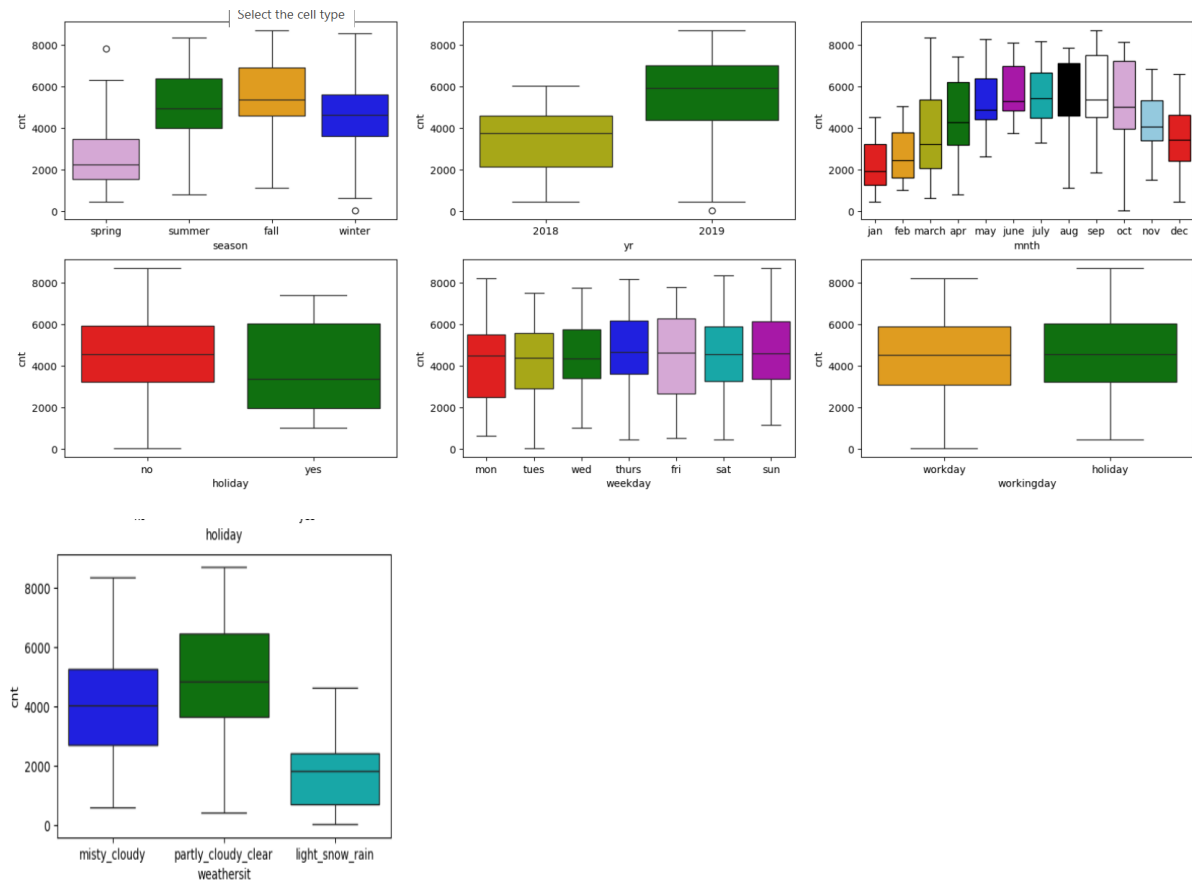 Select the cell type
cnt
8000
6000
4000
2000
0
spring summer fall winter
season
cnt
8000
6000
4000
2000
0
2018 2019
yr
cnt
8000
6000
4000
2000
0
jan feb march apr may june july aug sep oct nov dec
mnth
cnt
8000
6000
4000
2000
0
no yes
holiday
cnt
8000
6000
4000
2000
0
mon tues wed thurs fri sat sun
weekday
cnt
8000
6000
4000
2000
0
workday holiday
workingday
holiday
cnt
8000
6000
4000
2000
0
misty_cloudy partly_cloudy_clear light_snow_rain
weathersit